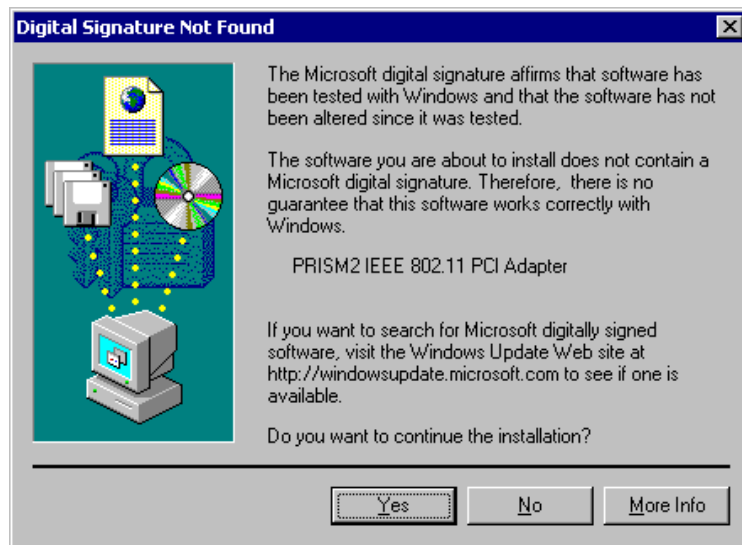 Digital Signature Not Found
The Microsoft digital signature affirms that software has
been tested with Windows and that the software has not
been altered since it was tested.
The software you are about to install does not contain a
Microsoft digital signature. Therefore,  there is no
guarantee that this software works correctly with
Windows.
PRISM2 IEEE 802.11 PCI Adapter
If you want to search for Microsoft digitally signed
software, visit the Windows Update Web site at
http://windowsupdate.microsoft.com to see if one is
available.
Do you want to continue the installation?
Yes No More Info